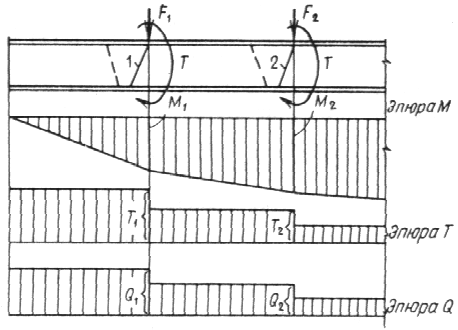 F₁ F₂
1 T 2 T
M₁ M₂
Эпюра М
T₁ T₂
Эпюра Т
Q₁ Q₂
Эпюра Q